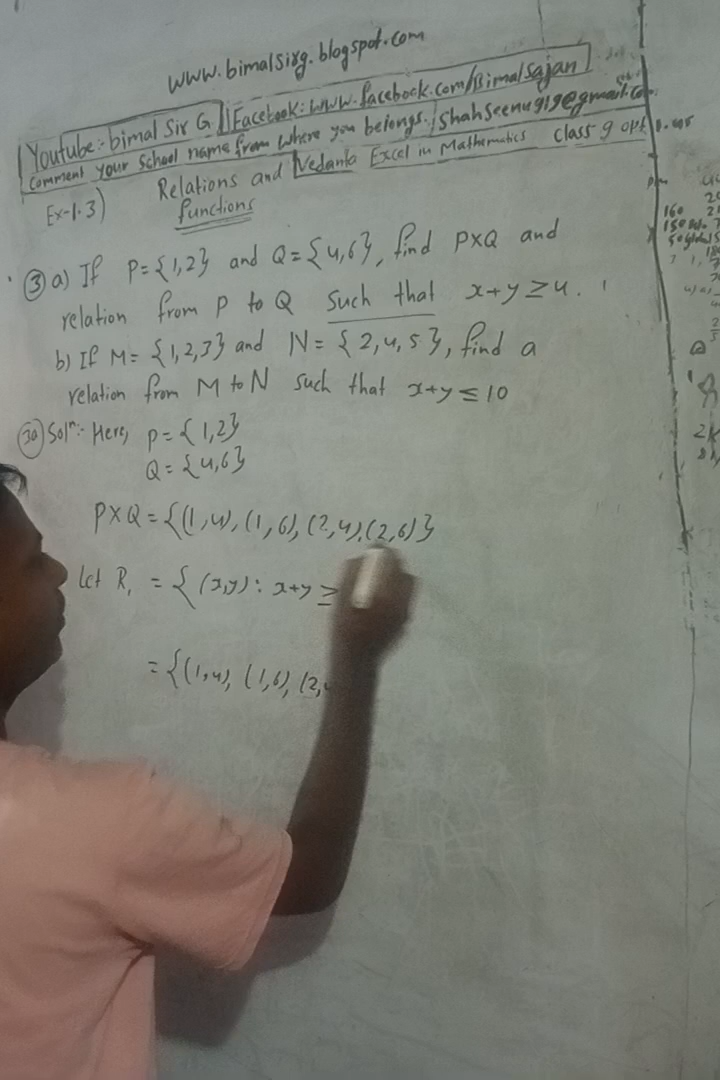 www.bimalsirg.blogspot.com
Youtube:- bimal Sir G || Facebook: www.facebook.com/Bimalsajan
Comment your School name from where you belongs. / shahseenu919@gmail.com
Relations and Vedanta Excel in Mathematics class 9 opt
functions
Ex-1.3)
③ a) If P = {1,2} and Q = {4,6}, find P×Q and
relation from P to Q such that x+y ≥ 4.
b) If M = {1,2,3} and N = {2,4,5}, find a
relation from M to N such that x+y ≤ 10
3a) Solⁿ:- Here, P = {1,2}
Q = {4,6}
P×Q = {(1,4), (1,6), (2,4), (2,6)}
Let R₁ = { (x,y) : x+y ≥
= {(1,4), (1,6), (2,